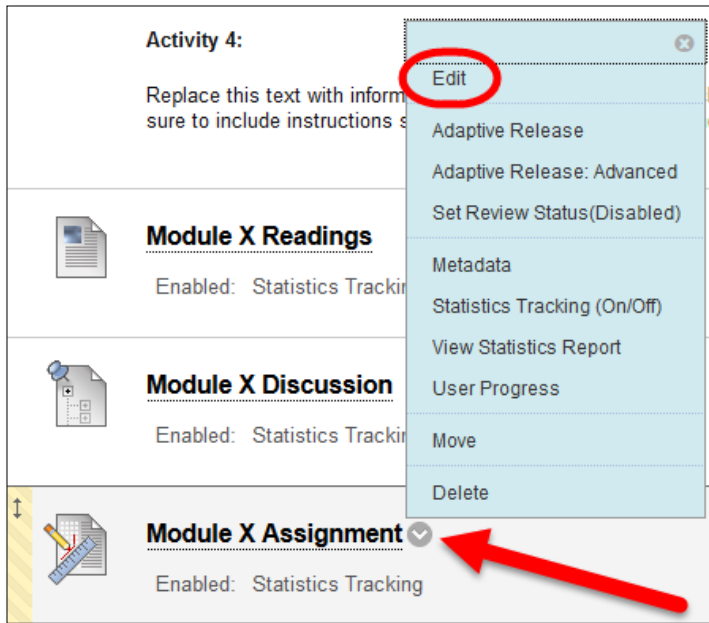 Activity 4:
Replace this text with inform
sure to include instructions s
Edit
Adaptive Release
Adaptive Release: Advanced
Set Review Status(Disabled)
Metadata
Statistics Tracking (On/Off)
View Statistics Report
User Progress
Move
Delete
Module X Readings
Enabled: Statistics Trackin
Module X Discussion
Enabled: Statistics Trackin
Module X Assignment
Enabled: Statistics Tracking